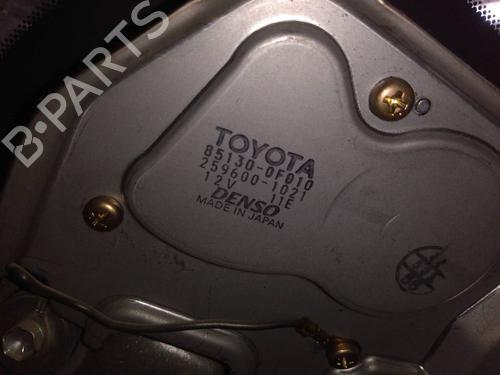 B-PARTS
TOYOTA
85130-0F010
259600-1021
12V 11E
DENSO
MADE IN JAPAN